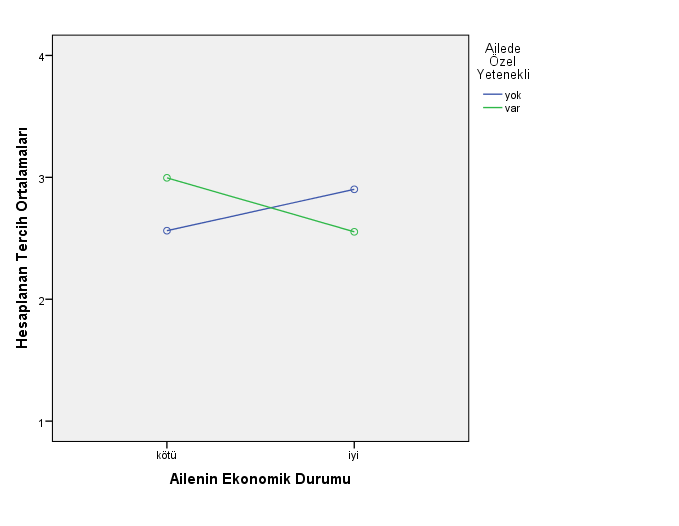 Ailede
Özel
Yetenekli
yok
var
4
3
2
1
Hesaplanan Tercih Ortalamaları
kötü
iyi
Ailenin Ekonomik Durumu